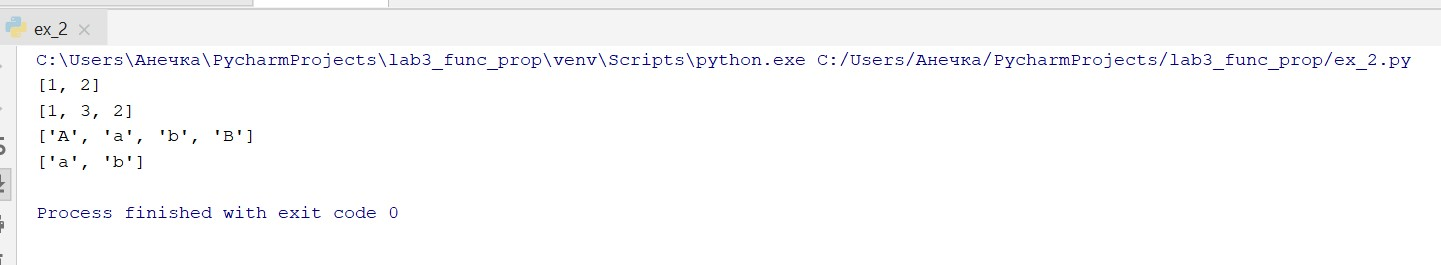 ex_2
C:\Users\Анечка\PycharmProjects\lab3_func_prop\venv\Scripts\python.exe C:/Users/Анечка/PycharmProjects/lab3_func_prop/ex_2.py
[1, 2]
[1, 3, 2]
['A', 'a', 'b', 'B']
['a', 'b']
Process finished with exit code 0